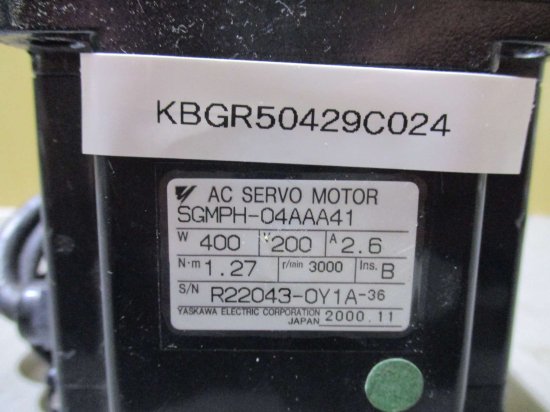 KBGR50429C024
AC SERVO MOTOR
SGMPH-04AAA41
W 400 V 200 A 2.6
N·m 1.27 r/min 3000 Ins. B
S/N R22043-0Y1A-36
YASKAWA ELECTRIC CORPORATION JAPAN 2000.11